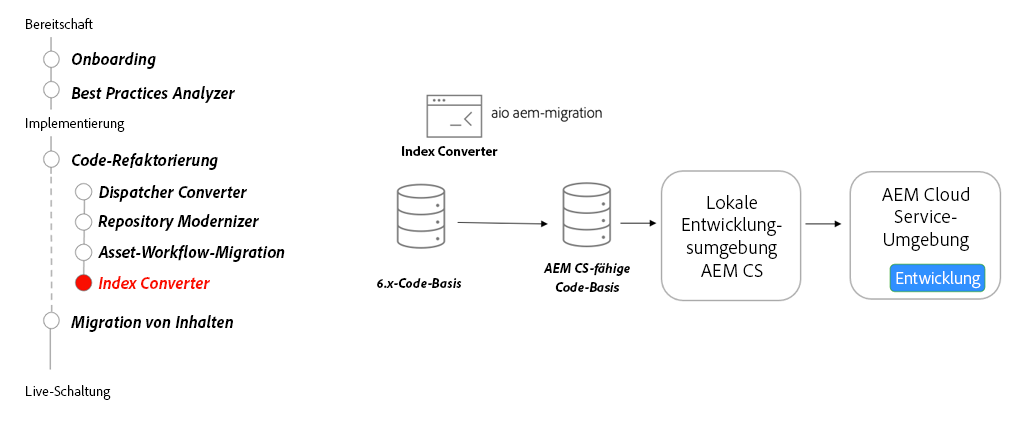 Bereitschaft
Onboarding
Best Practices Analyzer
Implementierung
Code-Refaktorierung
Dispatcher Converter
Repository Modernizer
Asset-Workflow-Migration
Index Converter
Migration von Inhalten
Live-Schaltung
aio aem-migration
Index Converter
6.x-Code-Basis
AEM CS-fähige
Code-Basis
Lokale
Entwicklung-
sumgebung
AEM CS
AEM Cloud
Service-
Umgebung
Entwicklung